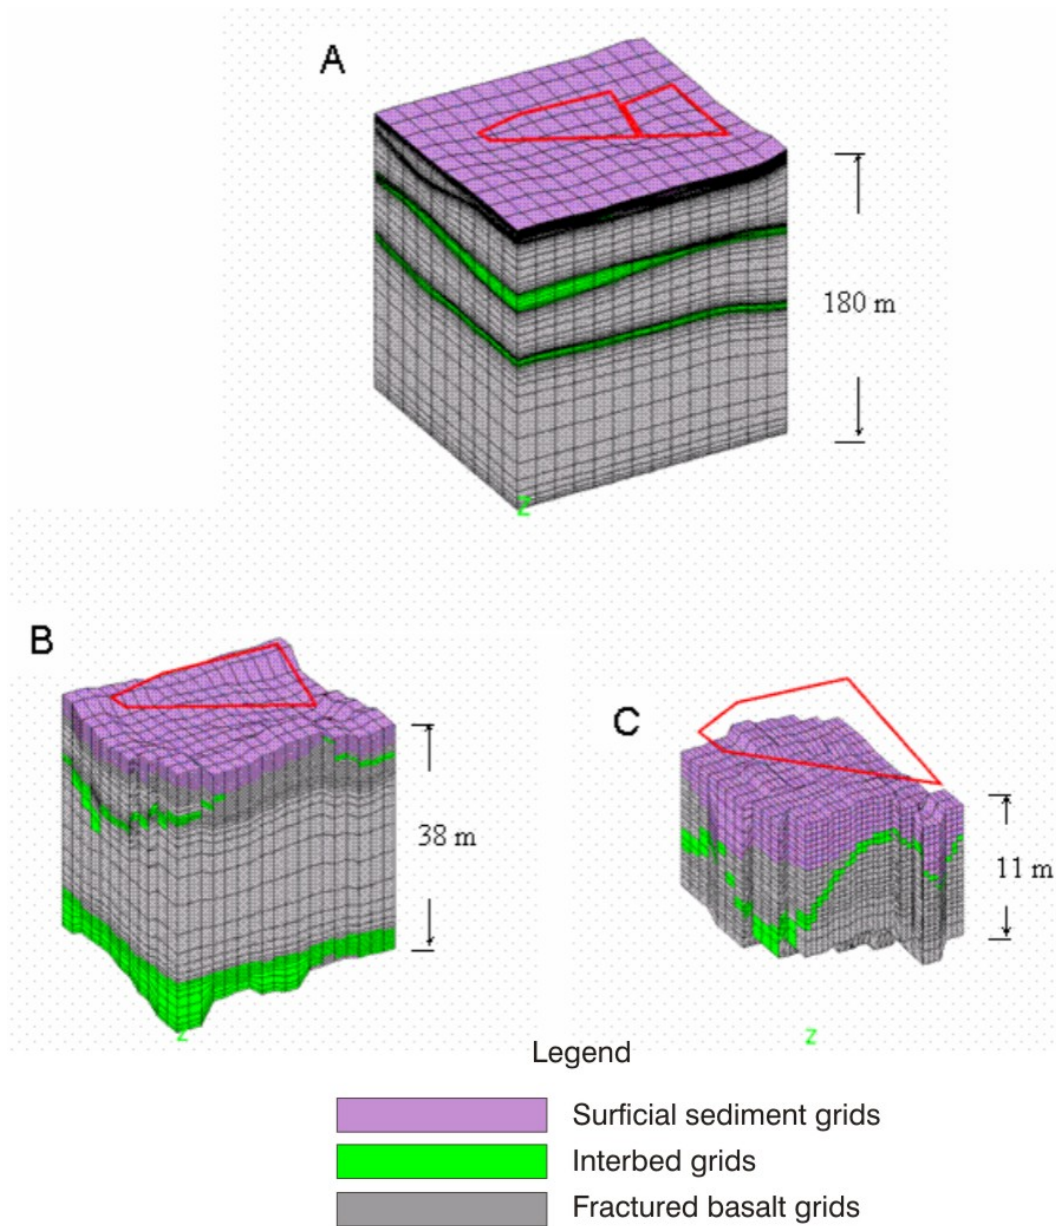 A
180 m
Z
B
38 m
z
C
11 m
z
Legend
Surficial sediment grids
Interbed grids
Fractured basalt grids